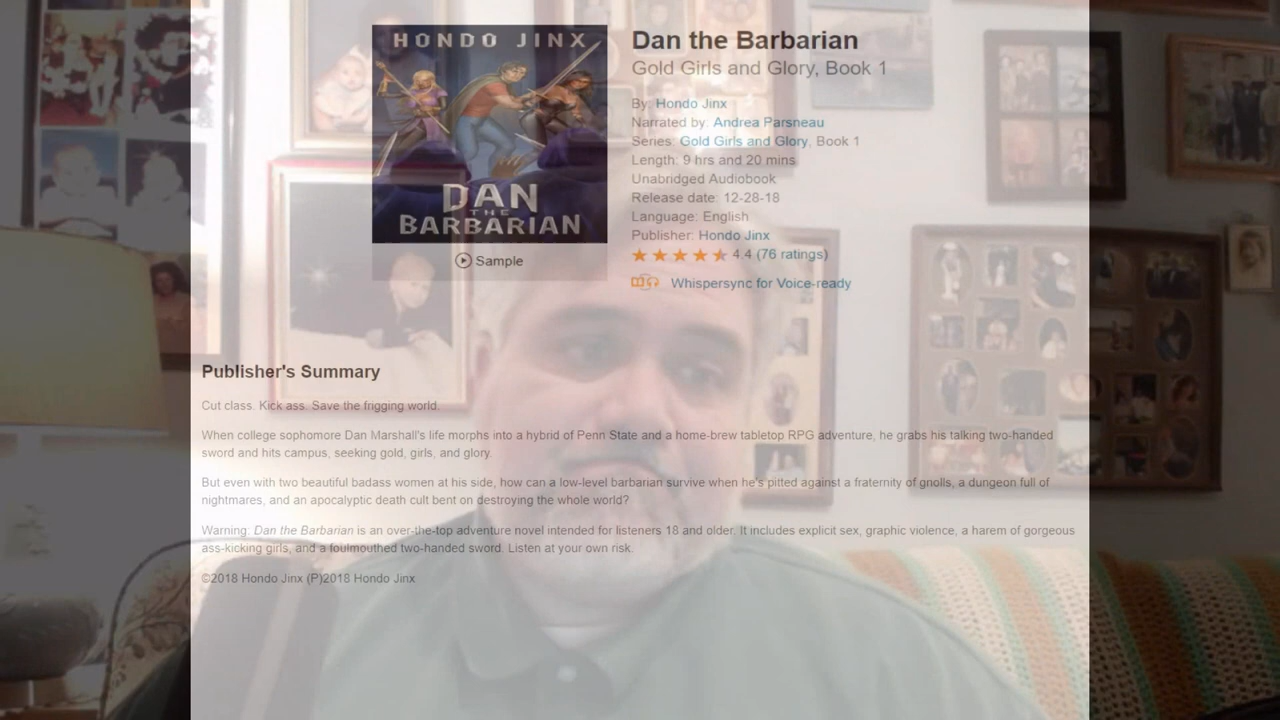 HONDO JINX
DAN
THE
BARBARIAN
Sample
Dan the Barbarian
Gold Girls and Glory, Book 1
By: Hondo Jinx
Narrated by: Andrea Parsneau
Series: Gold Girls and Glory, Book 1
Length: 9 hrs and 20 mins
Unabridged Audiobook
Release date: 12-28-18
Language: English
Publisher: Hondo Jinx
4.4 (76 ratings)
Whispersync for Voice-ready
Publisher's Summary
Cut class. Kick ass. Save the frigging world.
When college sophomore Dan Marshall's life morphs into a hybrid of Penn State and a home-brew tabletop RPG adventure, he grabs his talking two-handed
sword and hits campus, seeking gold, girls, and glory.
But even with two beautiful badass women at his side, how can a low-level barbarian survive when he's pitted against a fraternity of gnolls, a dungeon full of
nightmares, and an apocalyptic death cult bent on destroying the whole world?
Warning: Dan the Barbarian is an over-the-top adventure novel intended for listeners 18 and older. It includes explicit sex, graphic violence, a harem of gorgeous
ass-kicking girls, and a foulmouthed two-handed sword. Listen at your own risk.
©2018 Hondo Jinx (P)2018 Hondo Jinx